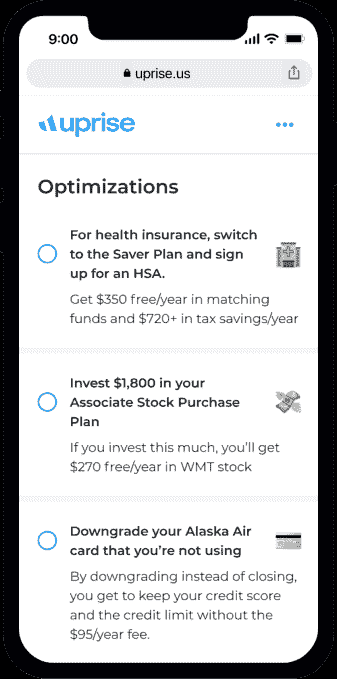 9:00
uprise.us
uprise
Optimizations
For health insurance, switch
to the Saver Plan and sign
up for an HSA.
Get $350 free/year in matching
funds and $720+ in tax savings/year
Invest $1,800 in your
Associate Stock Purchase
Plan
If you invest this much, you’ll get
$270 free/year in WMT stock
Downgrade your Alaska Air
card that you’re not using
By downgrading instead of closing,
you get to keep your credit score
and the credit limit without the
$95/year fee.